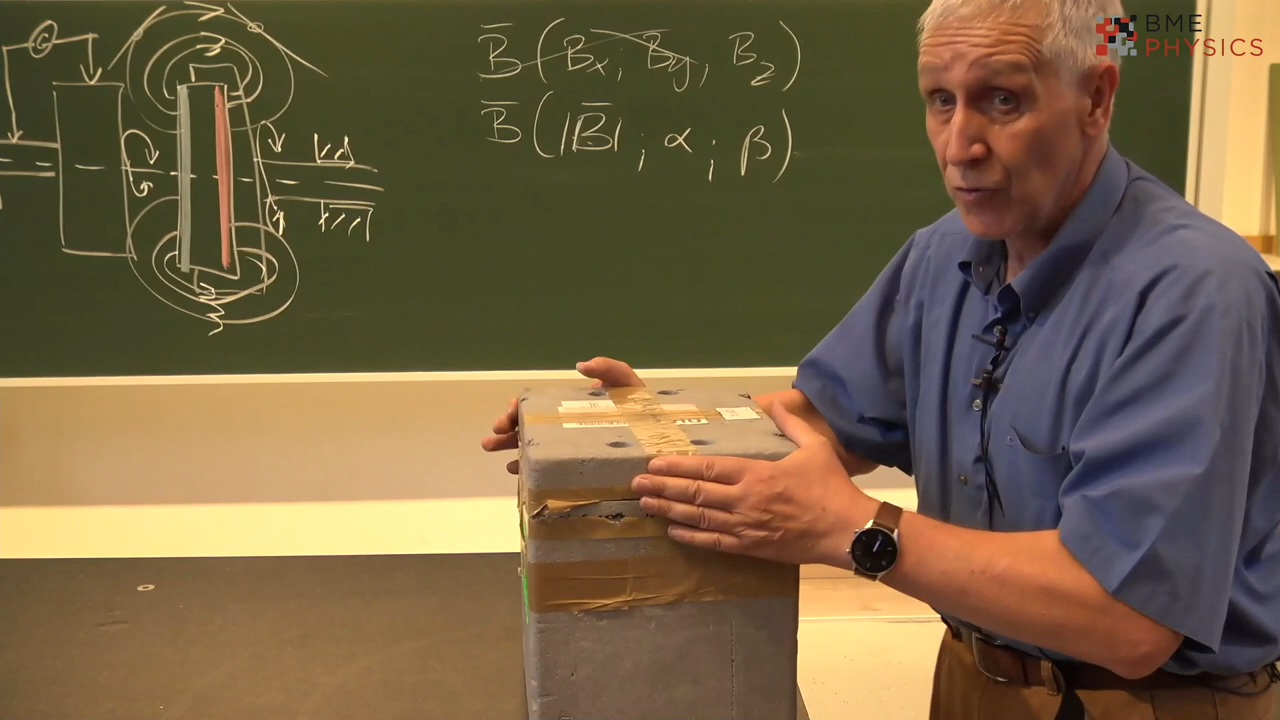 B̅ (Bx; By, Bz)
B̅ (|B̅|; α; β)
G
BME
PHYSICS